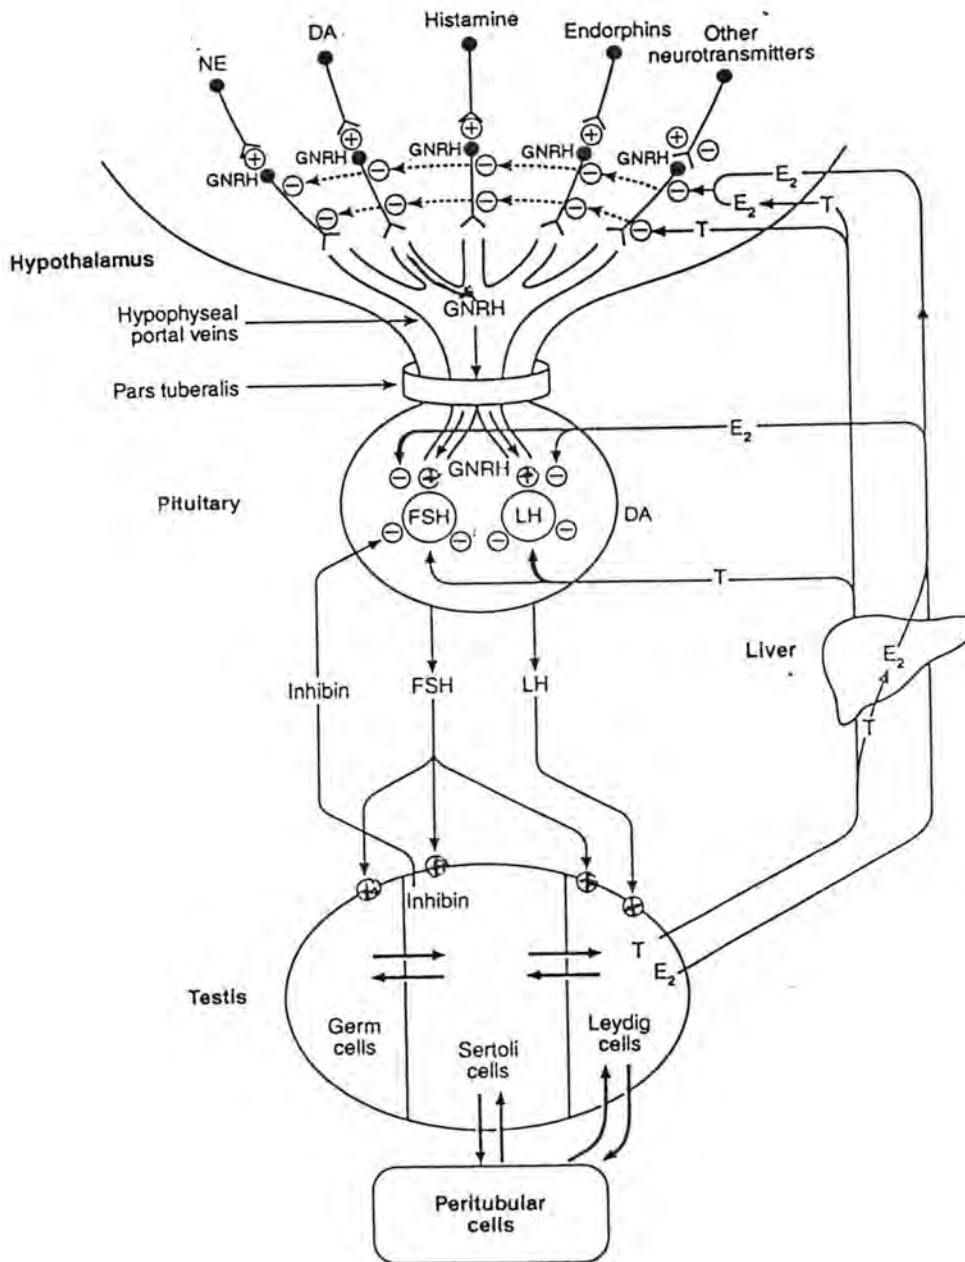 Histamine
DA
Endorphins
Other
neurotransmitters
NE
+
+
+
+
+
−
GNRH
GNRH
GNRH
GNRH
GNRH
−
−
−
−
−
−
−
−
−
−
−
−
−
E₂
E₂
T
T
Hypothalamus
GNRH
Hypophyseal
portal veins
Pars tuberalis
E₂
GNRH
−
+
+
−
Pitultary
FSH
LH
DA
−
−
−
−
T
Liver
E₂
T
T
Inhibin
FSH
LH
+
+
+
+
Inhibin
T
E₂
Testis
Germ
cells
Sertoli
cells
Leydig
cells
Peritubular
cells